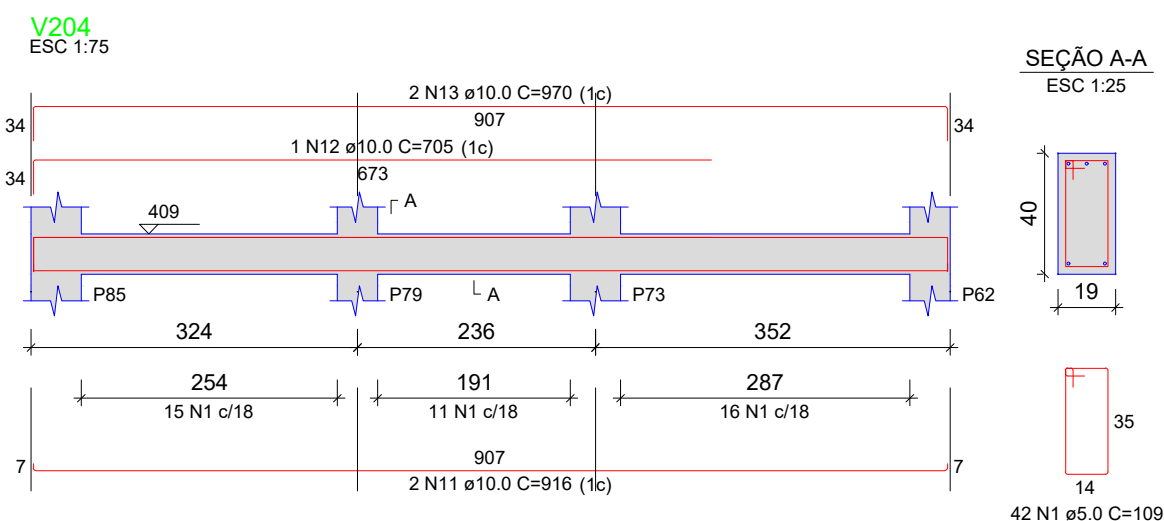 V204
ESC 1:75
SEÇÃO A-A
ESC 1:25
2 N13 ø10.0 C=970 (1c)
34
907
34
1 N12 ø10.0 C=705 (1c)
34
673
A
409
40
P85
A
P79
P73
P62
19
324
236
352
254
191
287
15 N1 c/18
11 N1 c/18
16 N1 c/18
35
7
907
7
2 N11 ø10.0 C=916 (1c)
14
42 N1 ø5.0 C=109